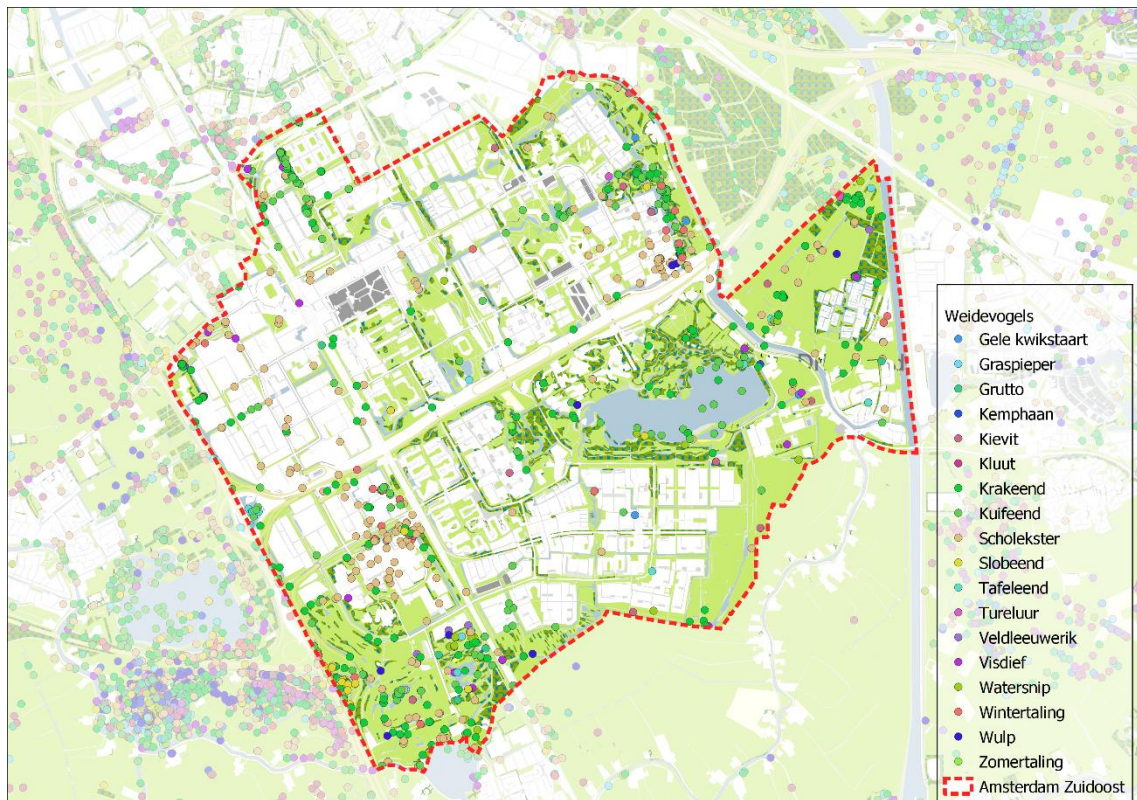 Weidevogels
Gele kwikstaart
Graspieper
Grutto
Kemphaan
Kievit
Kluut
Krakeend
Kuifeend
Scholekster
Slobeend
Tafeleend
Tureluur
Veldleeuwerik
Visdief
Watersnip
Wintertaling
Wulp
Zomertaling
Amsterdam Zuidoost